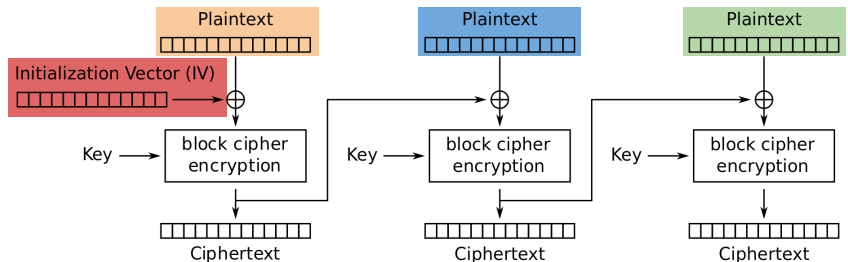 Plaintext
Plaintext
Plaintext
Initialization Vector (IV)
Key
block cipher
encryption
Key
block cipher
encryption
Key
block cipher
encryption
Ciphertext
Ciphertext
Ciphertext